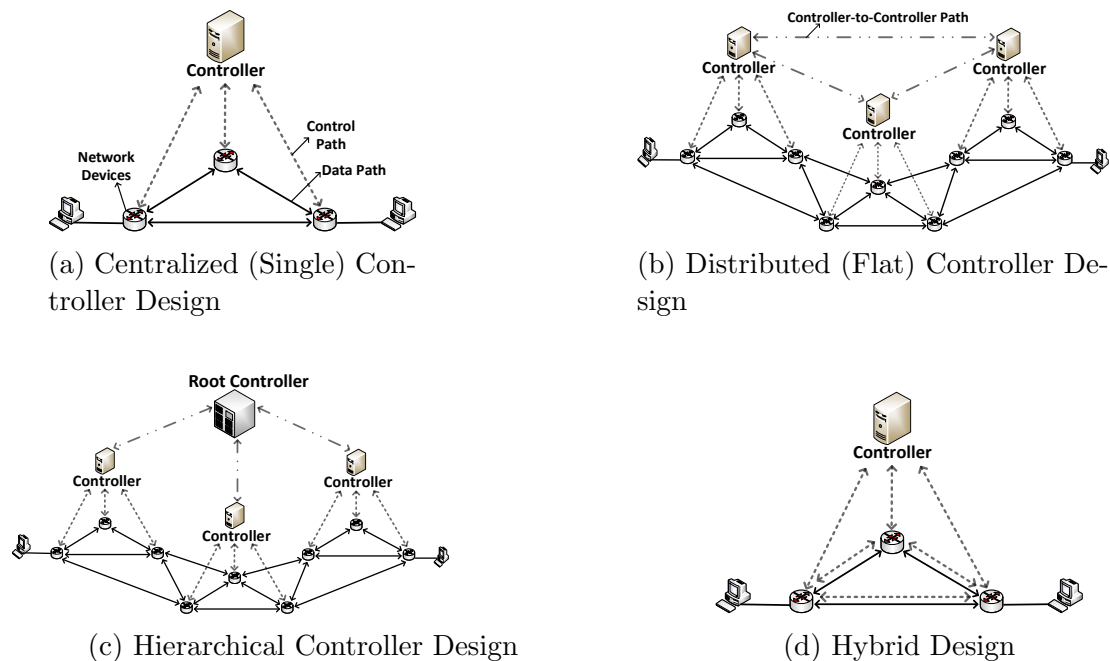 Controller
Control
Path
Network
Devices
Data Path
(a) Centralized (Single) Con-
troller Design
Controller-to-Controller Path
Controller
Controller
Controller
(b) Distributed (Flat) Controller De-
sign
Root Controller
Controller
Controller
Controller
(c) Hierarchical Controller Design
Controller
(d) Hybrid Design